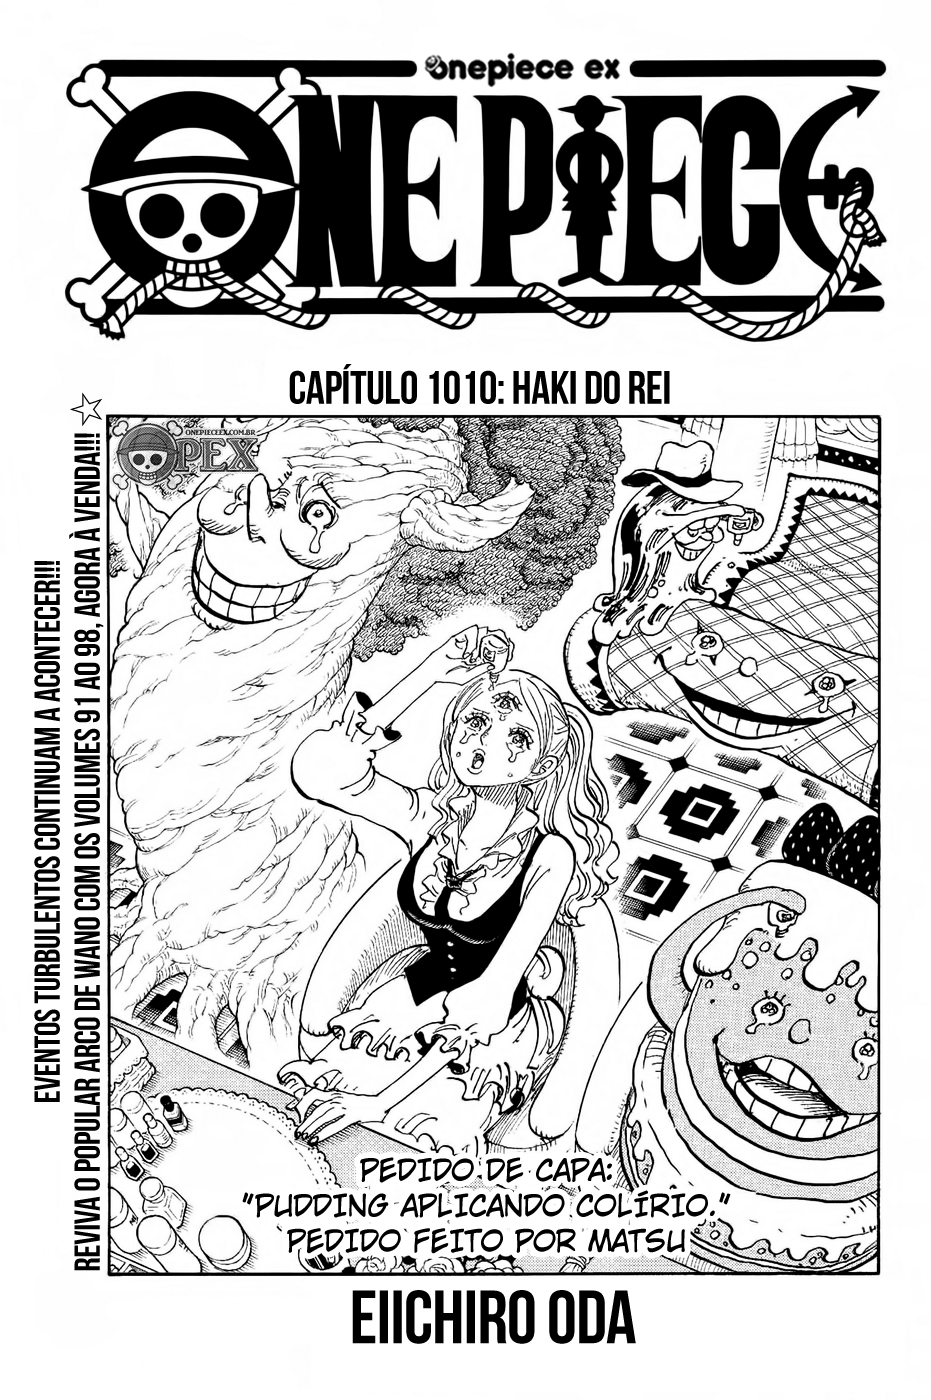 onepiece ex
ONE PIECE
CAPÍTULO 1010: HAKI DO REI
EVENTOS TURBULENTOS CONTINUAM A ACONTECER!!!
REVIVA O POPULAR ARCO DE WANO COM OS VOLUMES 91 AO 98, AGORA À VENDA!!! ☆
ONEPIECEEX.COM.BR
OPEX
PEDIDO DE CAPA:
"PUDDING APLICANDO COLÍRIO."
PEDIDO FEITO POR MATSU
EIICHIRO ODA